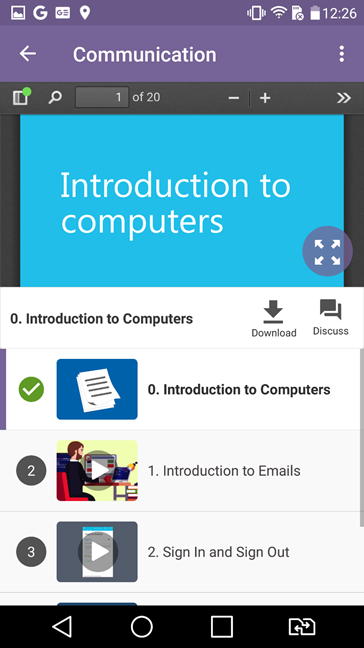 12:26
Communication
1 of 20
Introduction to
computers
0. Introduction to Computers
Download
Discuss
0. Introduction to Computers
2
1. Introduction to Emails
3
2. Sign In and Sign Out